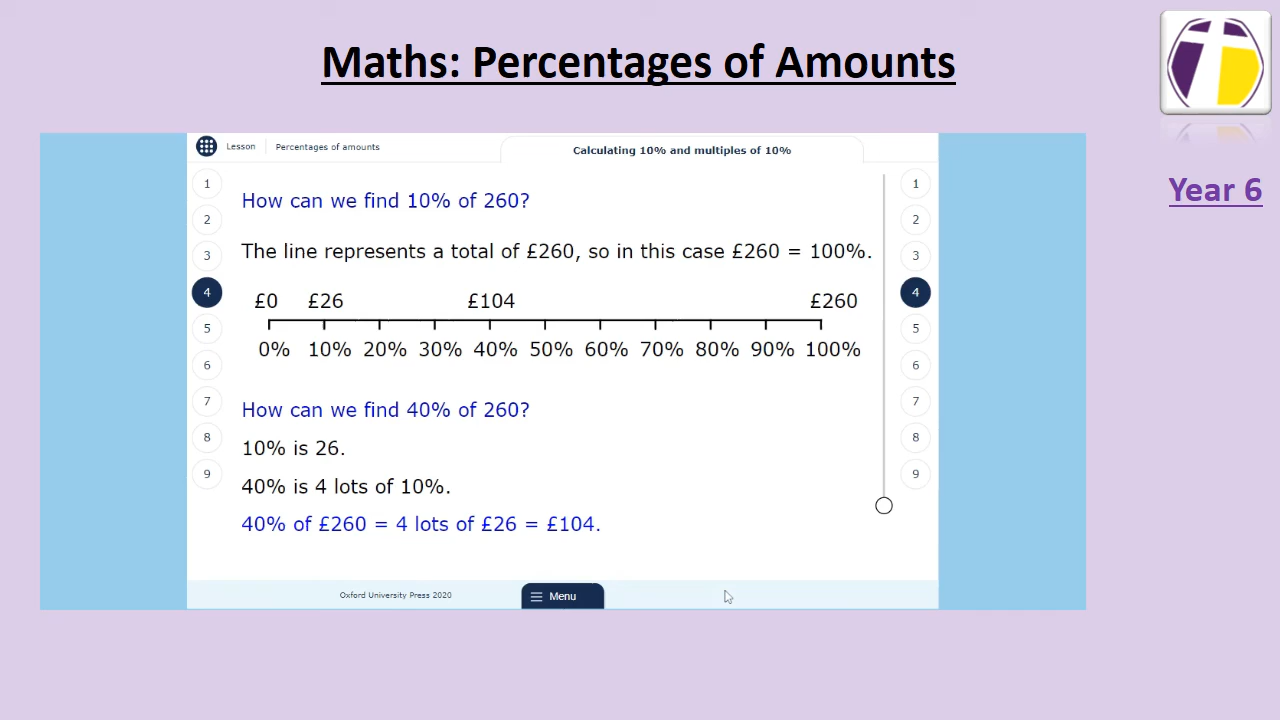 Maths: Percentages of Amounts
Year 6
Lesson
Percentages of amounts
Calculating 10% and multiples of 10%
1
2
3
4
5
6
7
8
9
How can we find 10% of 260?
The line represents a total of £260, so in this case £260 = 100%.
£0 £26 £104 £260
0% 10% 20% 30% 40% 50% 60% 70% 80% 90% 100%
How can we find 40% of 260?
10% is 26.
40% is 4 lots of 10%.
40% of £260 = 4 lots of £26 = £104.
1
2
3
4
5
6
7
8
9
Oxford University Press 2020
Menu